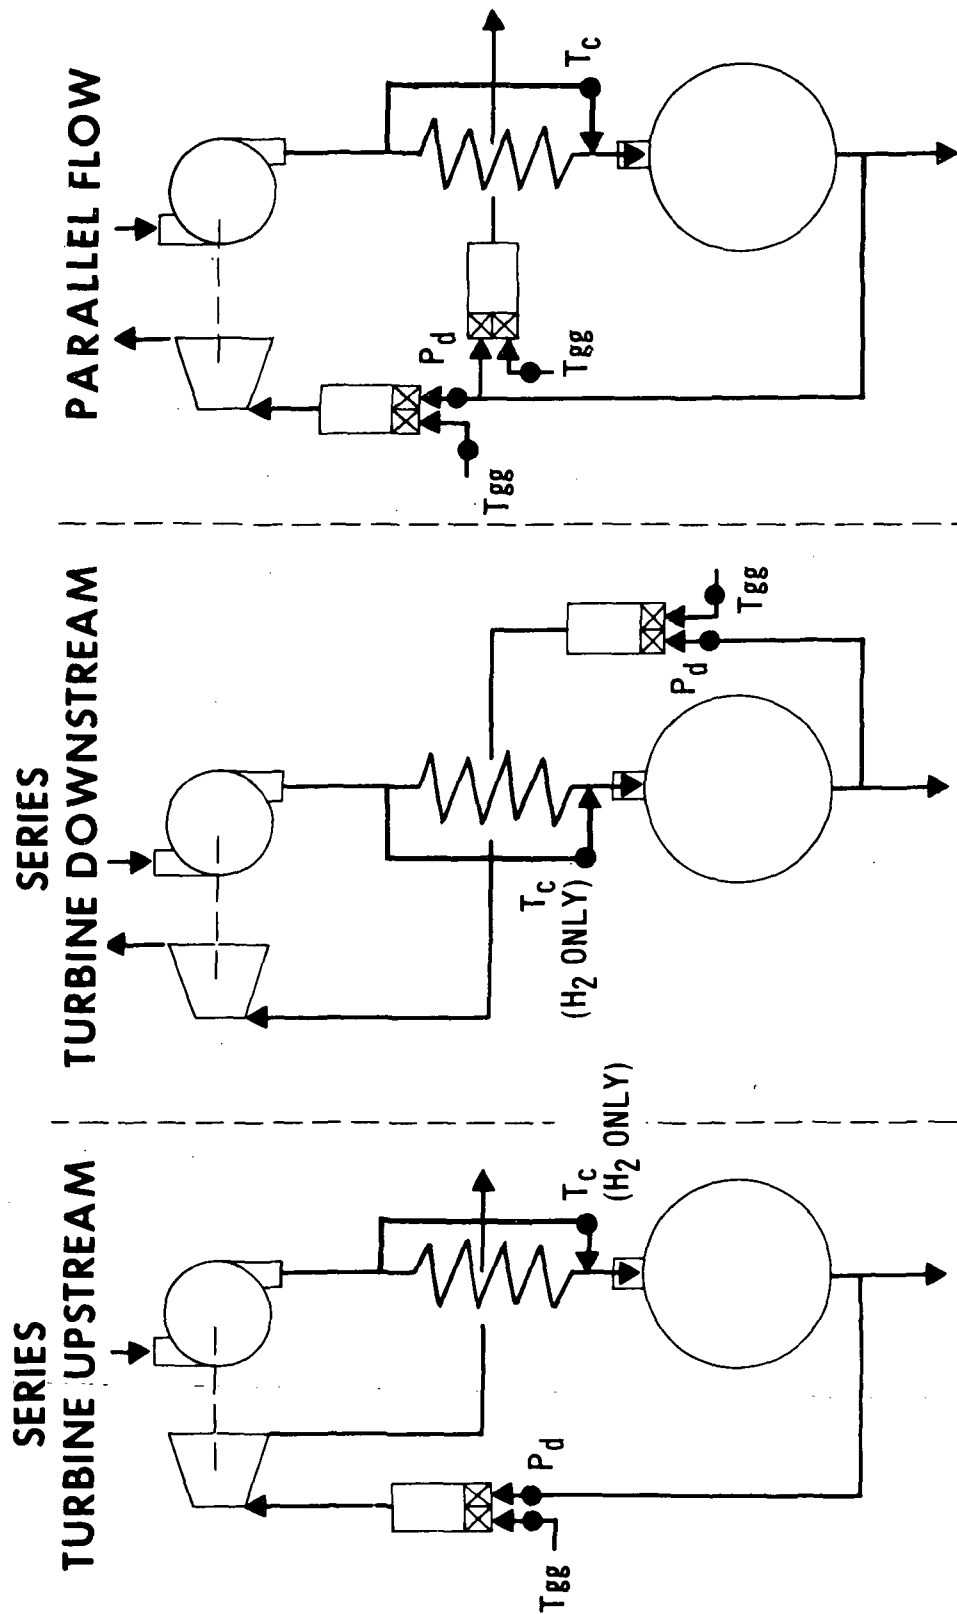 SERIES
TURBINE UPSTREAM
Tgg
Pd
Tc
(H2 ONLY)
SERIES
TURBINE DOWNSTREAM
Tc
(H2 ONLY)
Pd
Tgg
PARALLEL FLOW
Tgg
Pd
Tgg
Tc